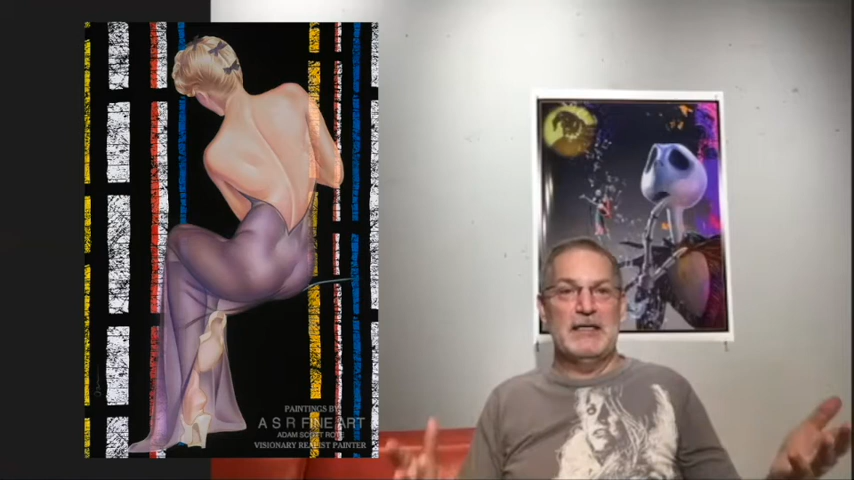 PAINTINGS BY
A S R FINE ART
ADAM SCOTT ROTE
VISIONARY REALIST PAINTER